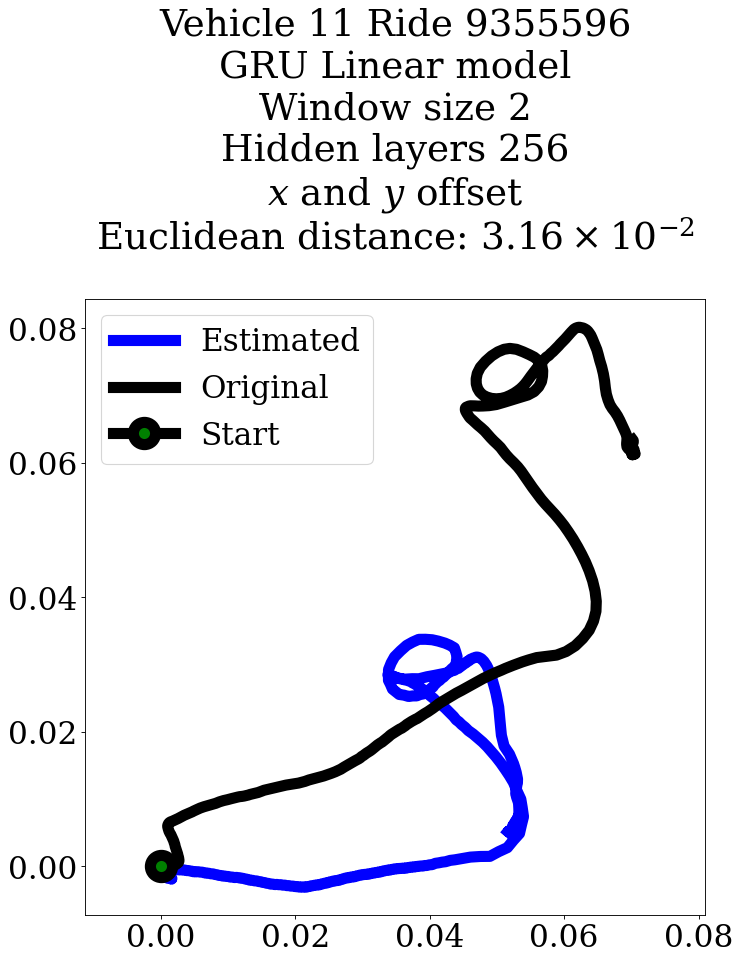 Vehicle 11 Ride 9355596
GRU Linear model
Window size 2
Hidden layers 256
x and y offset
Euclidean distance: 3.16 × 10⁻²
Estimated
Original
Start
0.08
0.06
0.04
0.02
0.00
0.00 0.02 0.04 0.06 0.08